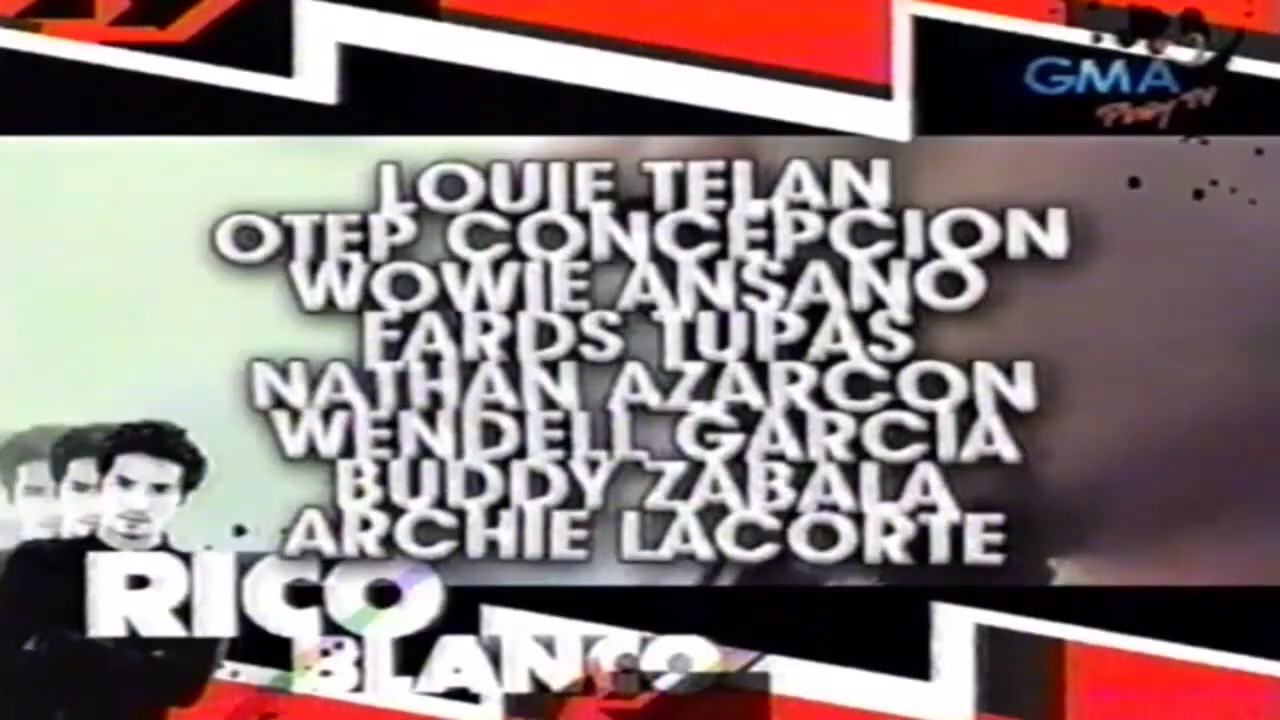 GMA
LOUIE TELAN
OTEP CONCEPCION
WOWIE ANSANO
FARDS TUPAS
NATHAN AZARCON
WENDELL GARCIA
BUDDY ZABALA
ARCHIE LACORTE
RICO
BLANCO